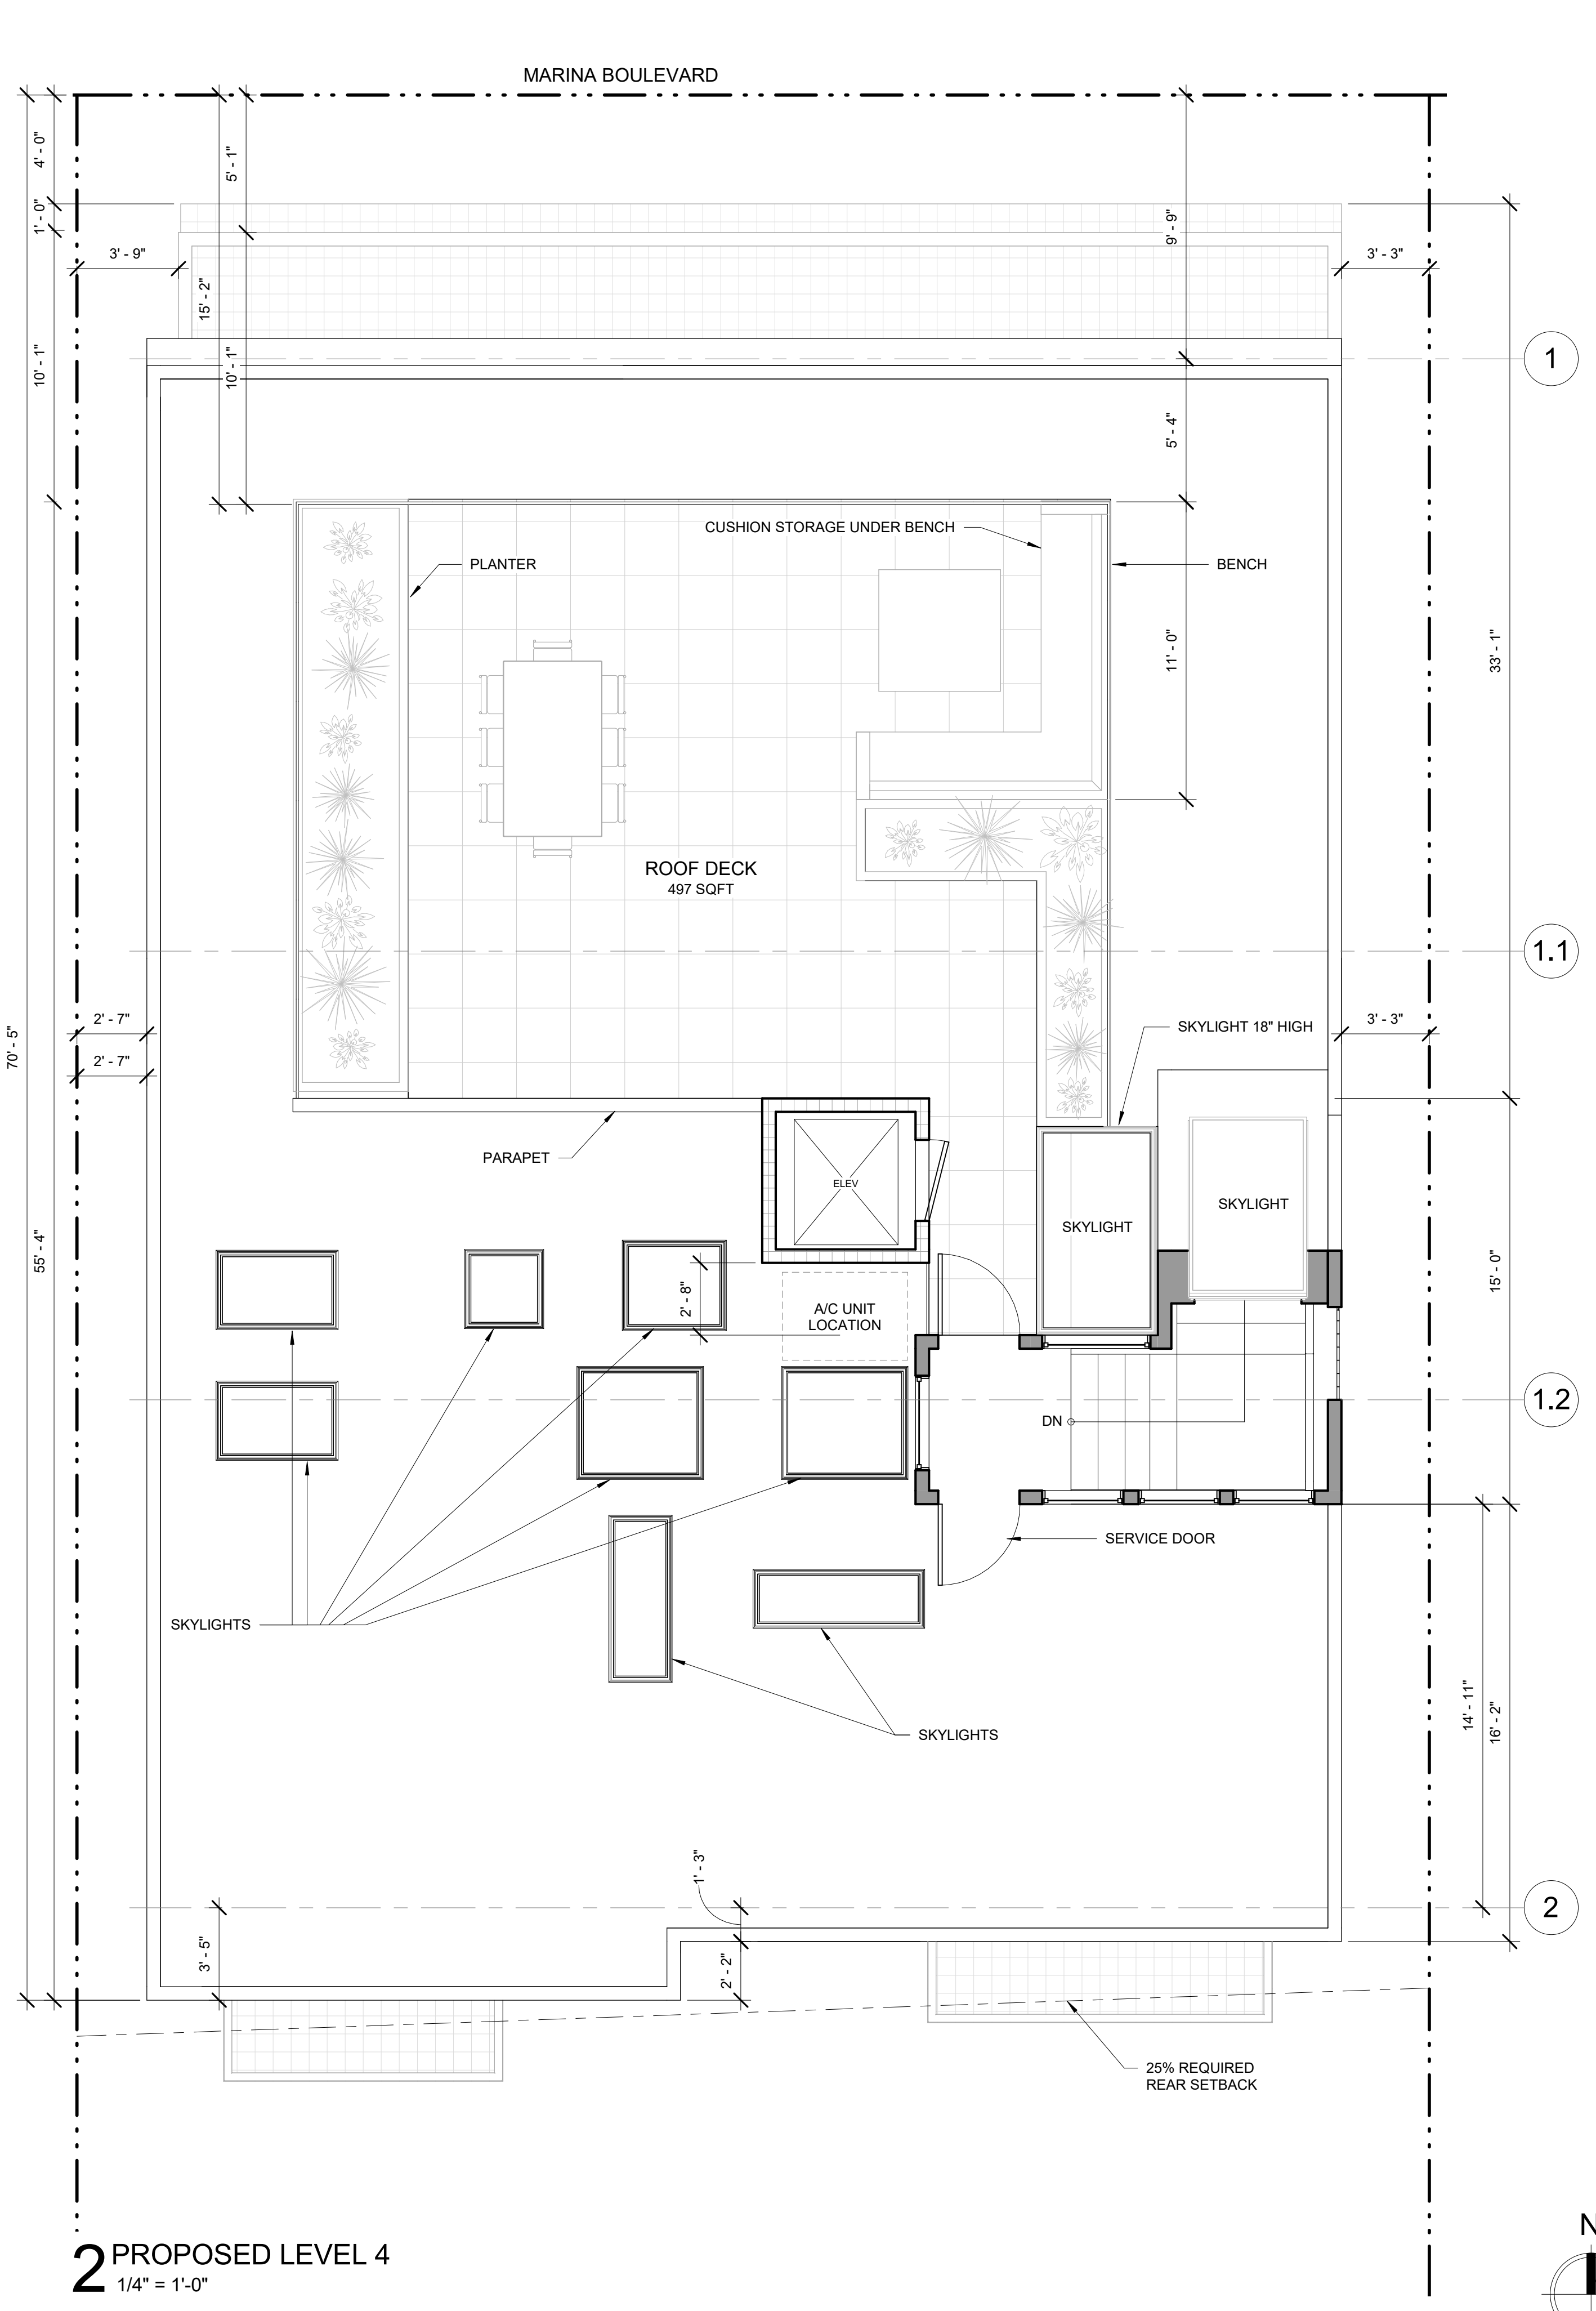 MARINA BOULEVARD
4' - 0"
5' - 1"
1' - 0"
9' - 9"
3' - 9"
3' - 3"
15' - 2"
10' - 1"
10' - 1"
1
5' - 4"
CUSHION STORAGE UNDER BENCH
PLANTER
BENCH
11' - 0"
33' - 1"
ROOF DECK
497 SQFT
1.1
2' - 7"
3' - 3"
SKYLIGHT 18" HIGH
70' - 5"
2' - 7"
PARAPET
ELEV
SKYLIGHT
SKYLIGHT
55' - 4"
15' - 0"
2' - 8"
A/C UNIT
LOCATION
1.2
DN
SERVICE DOOR
SKYLIGHTS
14' - 11"
16' - 2"
SKYLIGHTS
1' - 3"
2
3' - 5"
2' - 2"
25% REQUIRED
REAR SETBACK
N
2 PROPOSED LEVEL 4
1/4" = 1'-0"